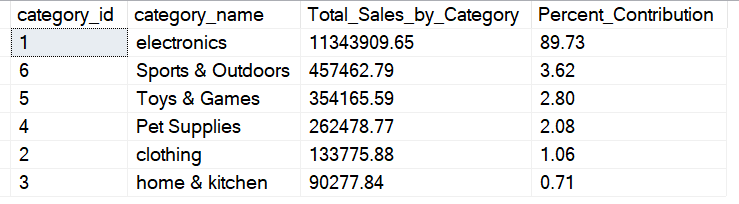 category_id category_name Total_Sales_by_Category Percent_Contribution
1 electronics 11343909.65 89.73
6 Sports & Outdoors 457462.79 3.62
5 Toys & Games 354165.59 2.80
4 Pet Supplies 262478.77 2.08
2 clothing 133775.88 1.06
3 home & kitchen 90277.84 0.71